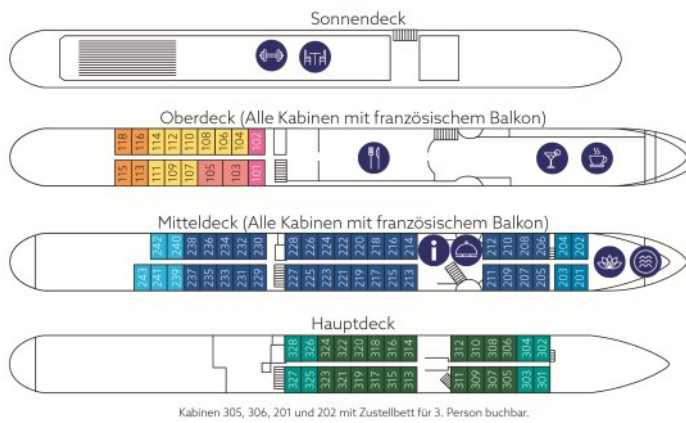 Sonnendeck
Oberdeck (Alle Kabinen mit französischem Balkon)
118 116 114 112 110 108 106 104 102
115 113 111 109 107 105 103 101
Mitteldeck (Alle Kabinen mit französischem Balkon)
242 240 238 236 234 232 230 228 226 224 222 220 218 216 214 i 212 210 208 206 204 202
243 241 239 237 235 233 231 229 227 225 223 221 219 217 215 213 211 209 207 205 203 201
Hauptdeck
328 326 324 322 320 318 316 314 312 310 308 306 304 302
327 325 323 321 319 317 315 313 311 309 307 305 303 301
Kabinen 305, 306, 201 und 202 mit Zustellbett für 3. Person buchbar.